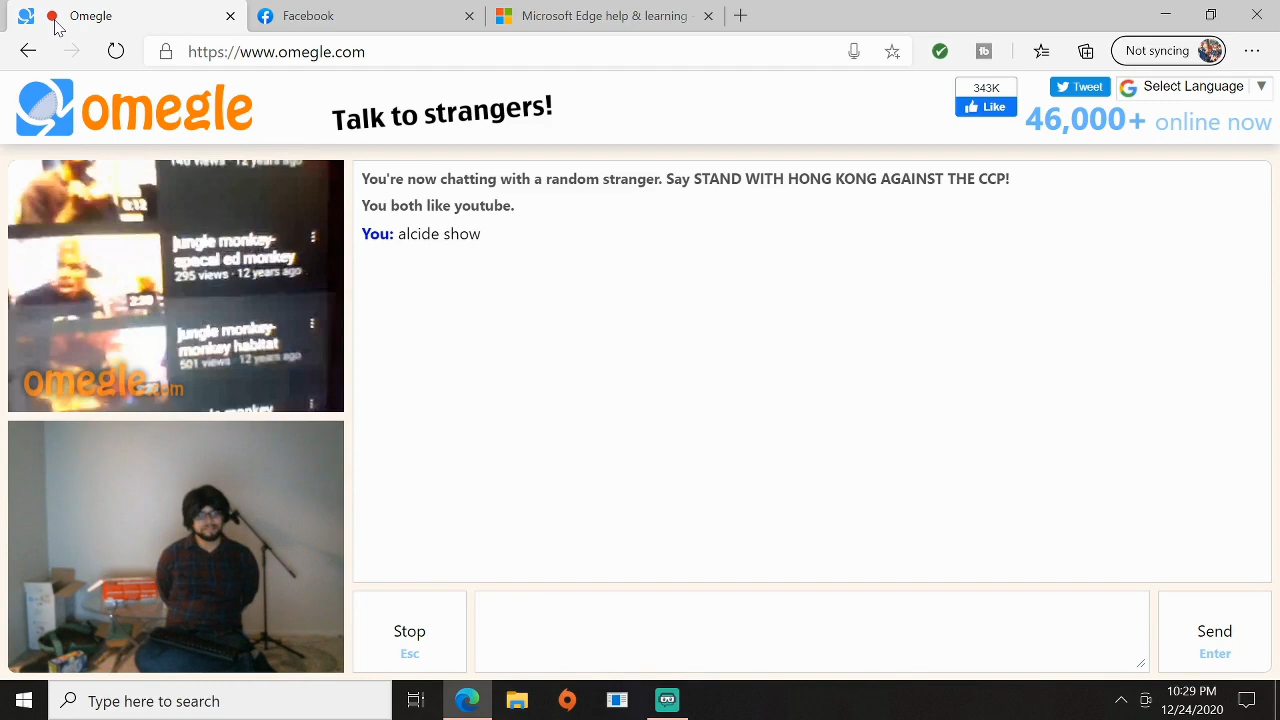 Omegle
Facebook
Microsoft Edge help & learning
https://www.omegle.com
Not syncing
omegle
Talk to strangers!
343K
Like
Tweet
Select Language
46,000+ online now
0:12
jungle monkey-
specal ed monkey
295 views · 12 years ago
2:30
jungle monkey-
monkey habitat
501 views · 12 years ago
omegle.com
You're now chatting with a random stranger. Say STAND WITH HONG KONG AGAINST THE CCP!
You both like youtube.
You: alcide show
Stop
Esc
Send
Enter
Type here to search
10:29 PM
12/24/2020